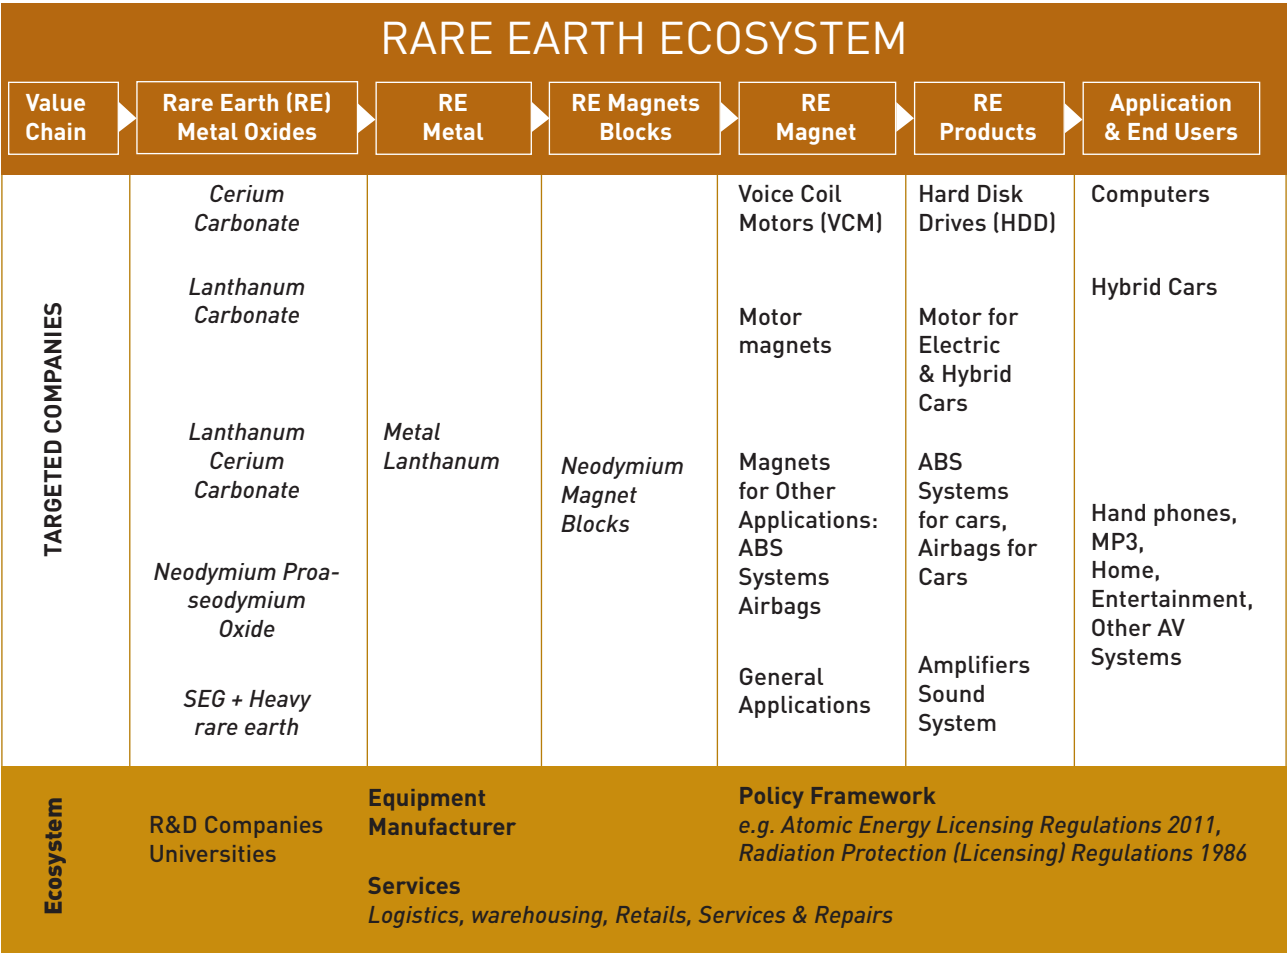 RARE EARTH ECOSYSTEM
Value
Chain
Rare Earth (RE)
Metal Oxides
RE
Metal
RE Magnets
Blocks
RE
Magnet
RE
Products
Application
& End Users
TARGETED COMPANIES
Cerium
Carbonate
Lanthanum
Carbonate
Lanthanum
Cerium
Carbonate
Neodymium Proa-
seodymium
Oxide
SEG + Heavy
rare earth
Metal
Lanthanum
Neodymium
Magnet
Blocks
Voice Coil
Motors (VCM)
Motor
magnets
Magnets
for Other
Applications:
ABS
Systems
Airbags
General
Applications
Hard Disk
Drives (HDD)
Motor for
Electric
& Hybrid
Cars
ABS
Systems
for cars,
Airbags for
Cars
Amplifiers
Sound
System
Computers
Hybrid Cars
Hand phones,
MP3,
Home,
Entertainment,
Other AV
Systems
Ecosystem
R&D Companies
Universities
Equipment
Manufacturer
Services
Logistics, warehousing, Retails, Services & Repairs
Policy Framework
e.g. Atomic Energy Licensing Regulations 2011,
Radiation Protection (Licensing) Regulations 1986